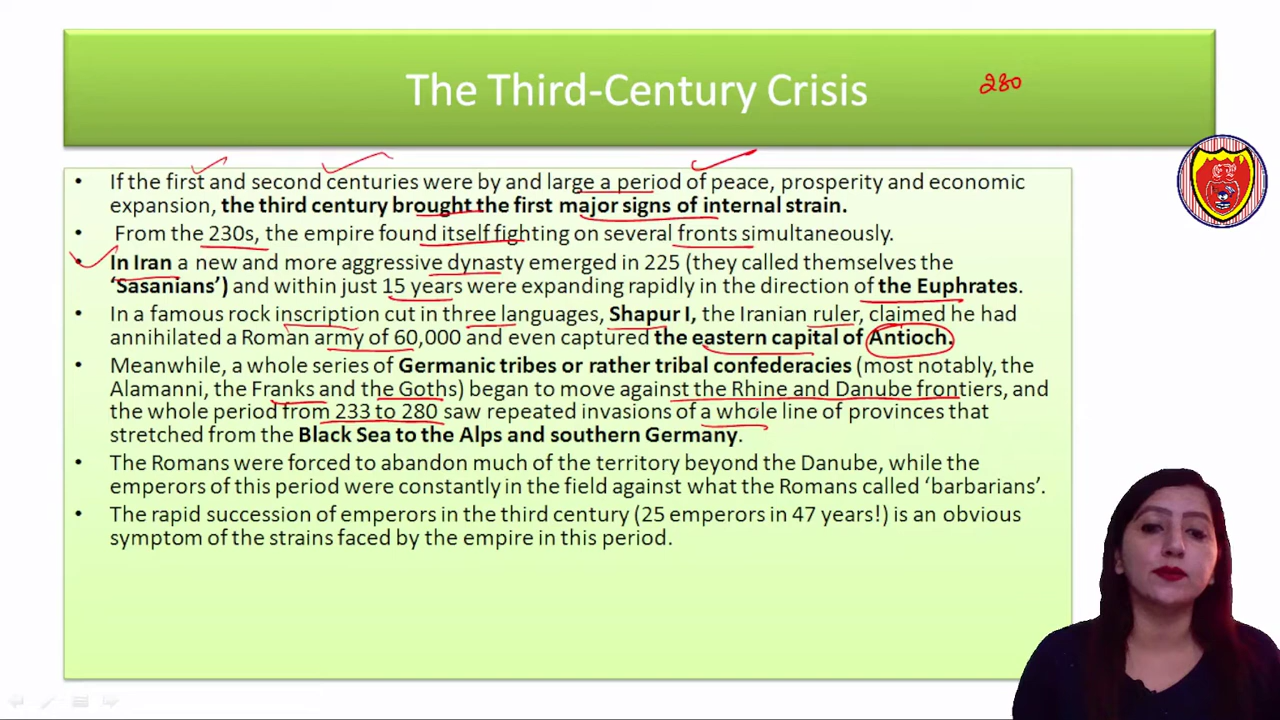 The Third-Century Crisis
280
• If the first and second centuries were by and large a period of peace, prosperity and economic
expansion, the third century brought the first major signs of internal strain.
• From the 230s, the empire found itself fighting on several fronts simultaneously.
• In Iran a new and more aggressive dynasty emerged in 225 (they called themselves the
‘Sasanians’) and within just 15 years were expanding rapidly in the direction of the Euphrates.
• In a famous rock inscription cut in three languages, Shapur I, the Iranian ruler, claimed he had
annihilated a Roman army of 60,000 and even captured the eastern capital of Antioch.
• Meanwhile, a whole series of Germanic tribes or rather tribal confederacies (most notably, the
Alamanni, the Franks and the Goths) began to move against the Rhine and Danube frontiers, and
the whole period from 233 to 280 saw repeated invasions of a whole line of provinces that
stretched from the Black Sea to the Alps and southern Germany.
• The Romans were forced to abandon much of the territory beyond the Danube, while the
emperors of this period were constantly in the field against what the Romans called ‘barbarians’.
• The rapid succession of emperors in the third century (25 emperors in 47 years!) is an obvious
symptom of the strains faced by the empire in this period.